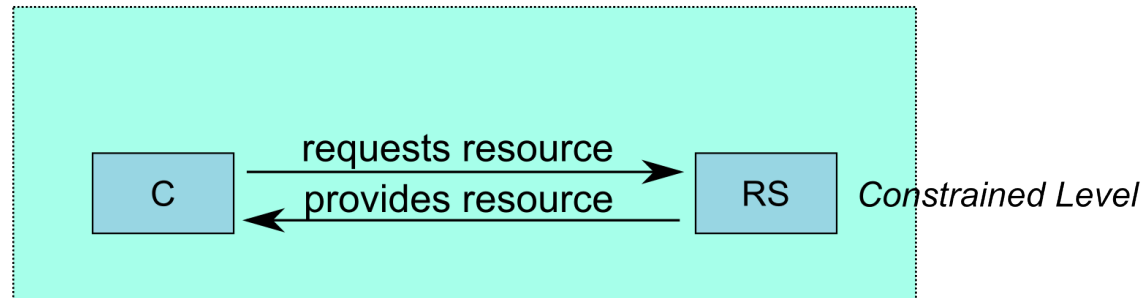 requests resource
C
provides resource
RS
Constrained Level